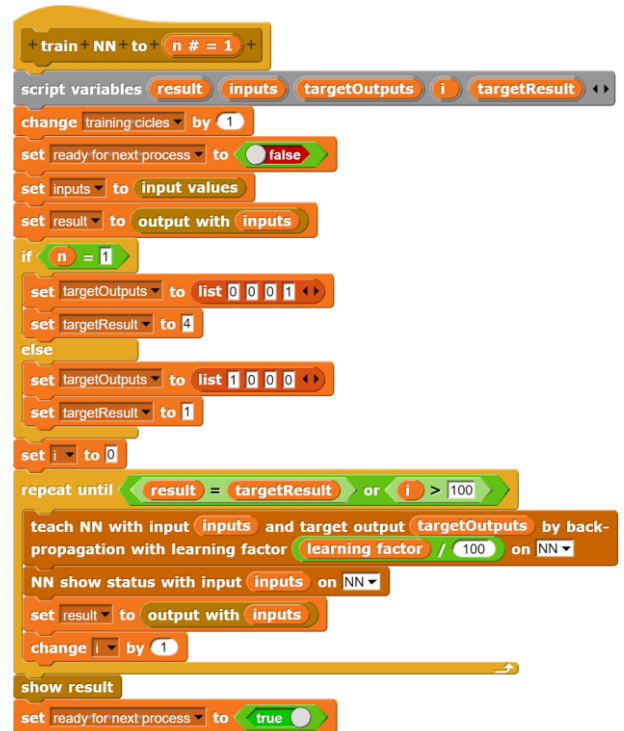 + train + NN + to + n # = 1 +
script variables result inputs targetOutputs i targetResult
change training cicles by 1
set ready for next process to false
set inputs to input values
set result to output with inputs
if n = 1
set targetOutputs to list 0 0 0 1
set targetResult to 4
else
set targetOutputs to list 1 0 0 0
set targetResult to 1
set i to 0
repeat until result = targetResult or i > 100
teach NN with input inputs and target output targetOutputs by back-
propagation with learning factor learning factor / 100 on NN
NN show status with input inputs on NN
set result to output with inputs
change i by 1
show result
set ready for next process to true